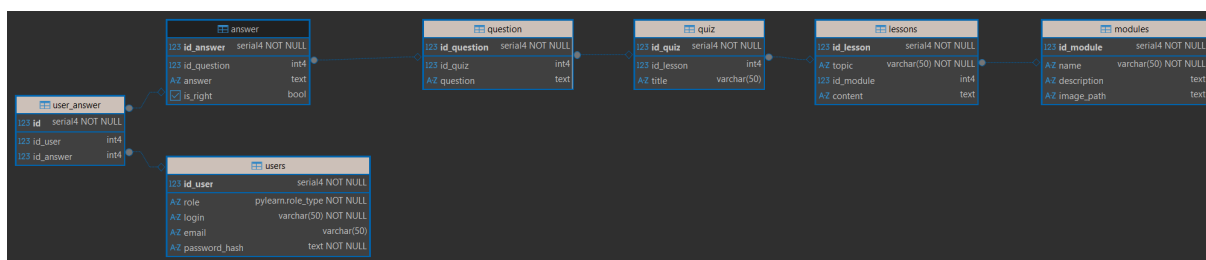 answer
123 id_answer serial4 NOT NULL
123 id_question int4
A-Z answer text
is_right bool
question
123 id_question serial4 NOT NULL
123 id_quiz int4
A-Z question text
quiz
123 id_quiz serial4 NOT NULL
123 id_lesson int4
A-Z title varchar(50)
lessons
123 id_lesson serial4 NOT NULL
A-Z topic varchar(50) NOT NULL
123 id_module int4
A-Z content text
modules
123 id_module serial4 NOT NULL
A-Z name varchar(50) NOT NULL
A-Z description text
A-Z image_path text
user_answer
123 id serial4 NOT NULL
123 id_user int4
123 id_answer int4
users
123 id_user serial4 NOT NULL
A-Z role pylearn.role_type NOT NULL
A-Z login varchar(50) NOT NULL
A-Z email varchar(50)
A-Z password_hash text NOT NULL